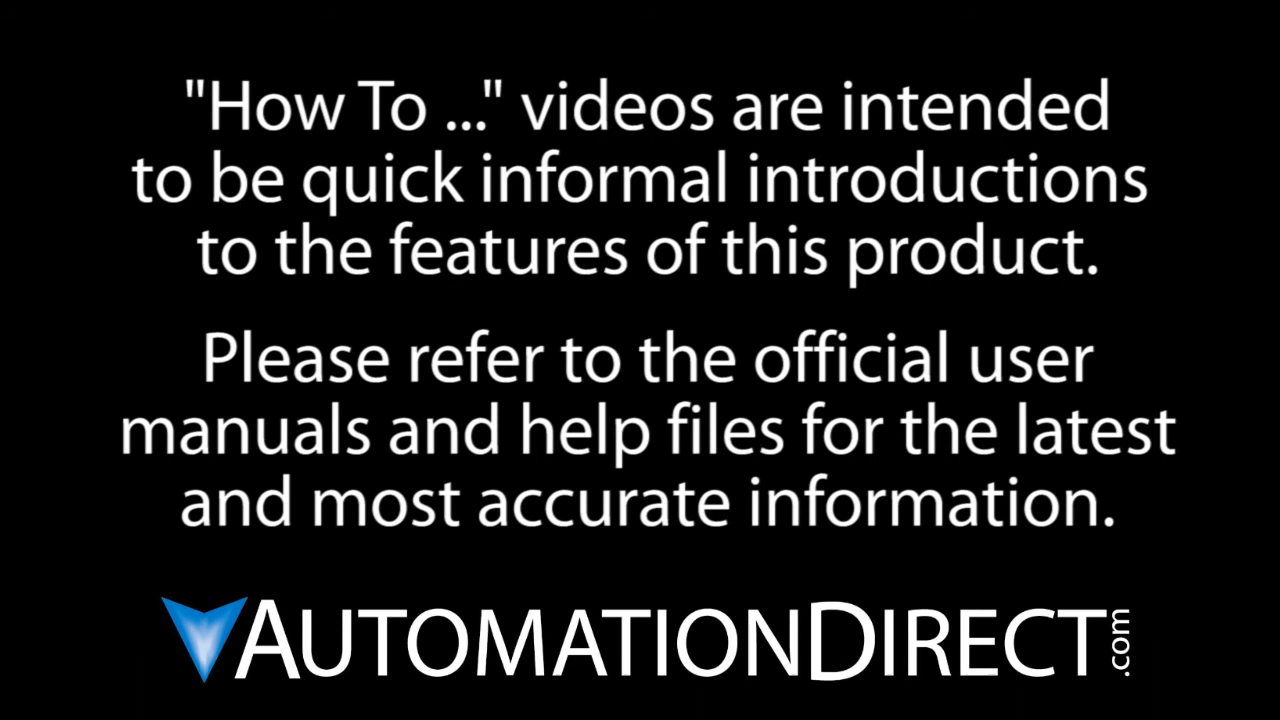 "How To ..." videos are intended
to be quick informal introductions
to the features of this product.
Please refer to the official user
manuals and help files for the latest
and most accurate information.
AUTOMATIONDIRECT.com